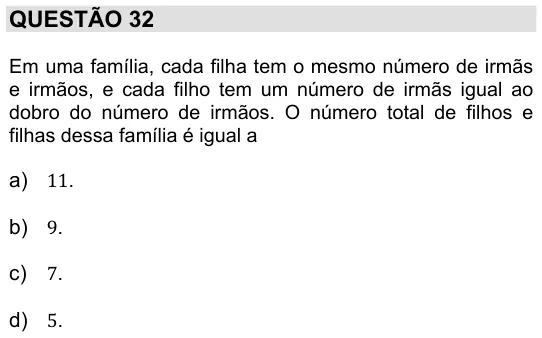 QUESTÃO 32
Em uma família, cada filha tem o mesmo número de irmãs
e irmãos, e cada filho tem um número de irmãs igual ao
dobro do número de irmãos. O número total de filhos e
filhas dessa família é igual a
a) 11.
b) 9.
c) 7.
d) 5.